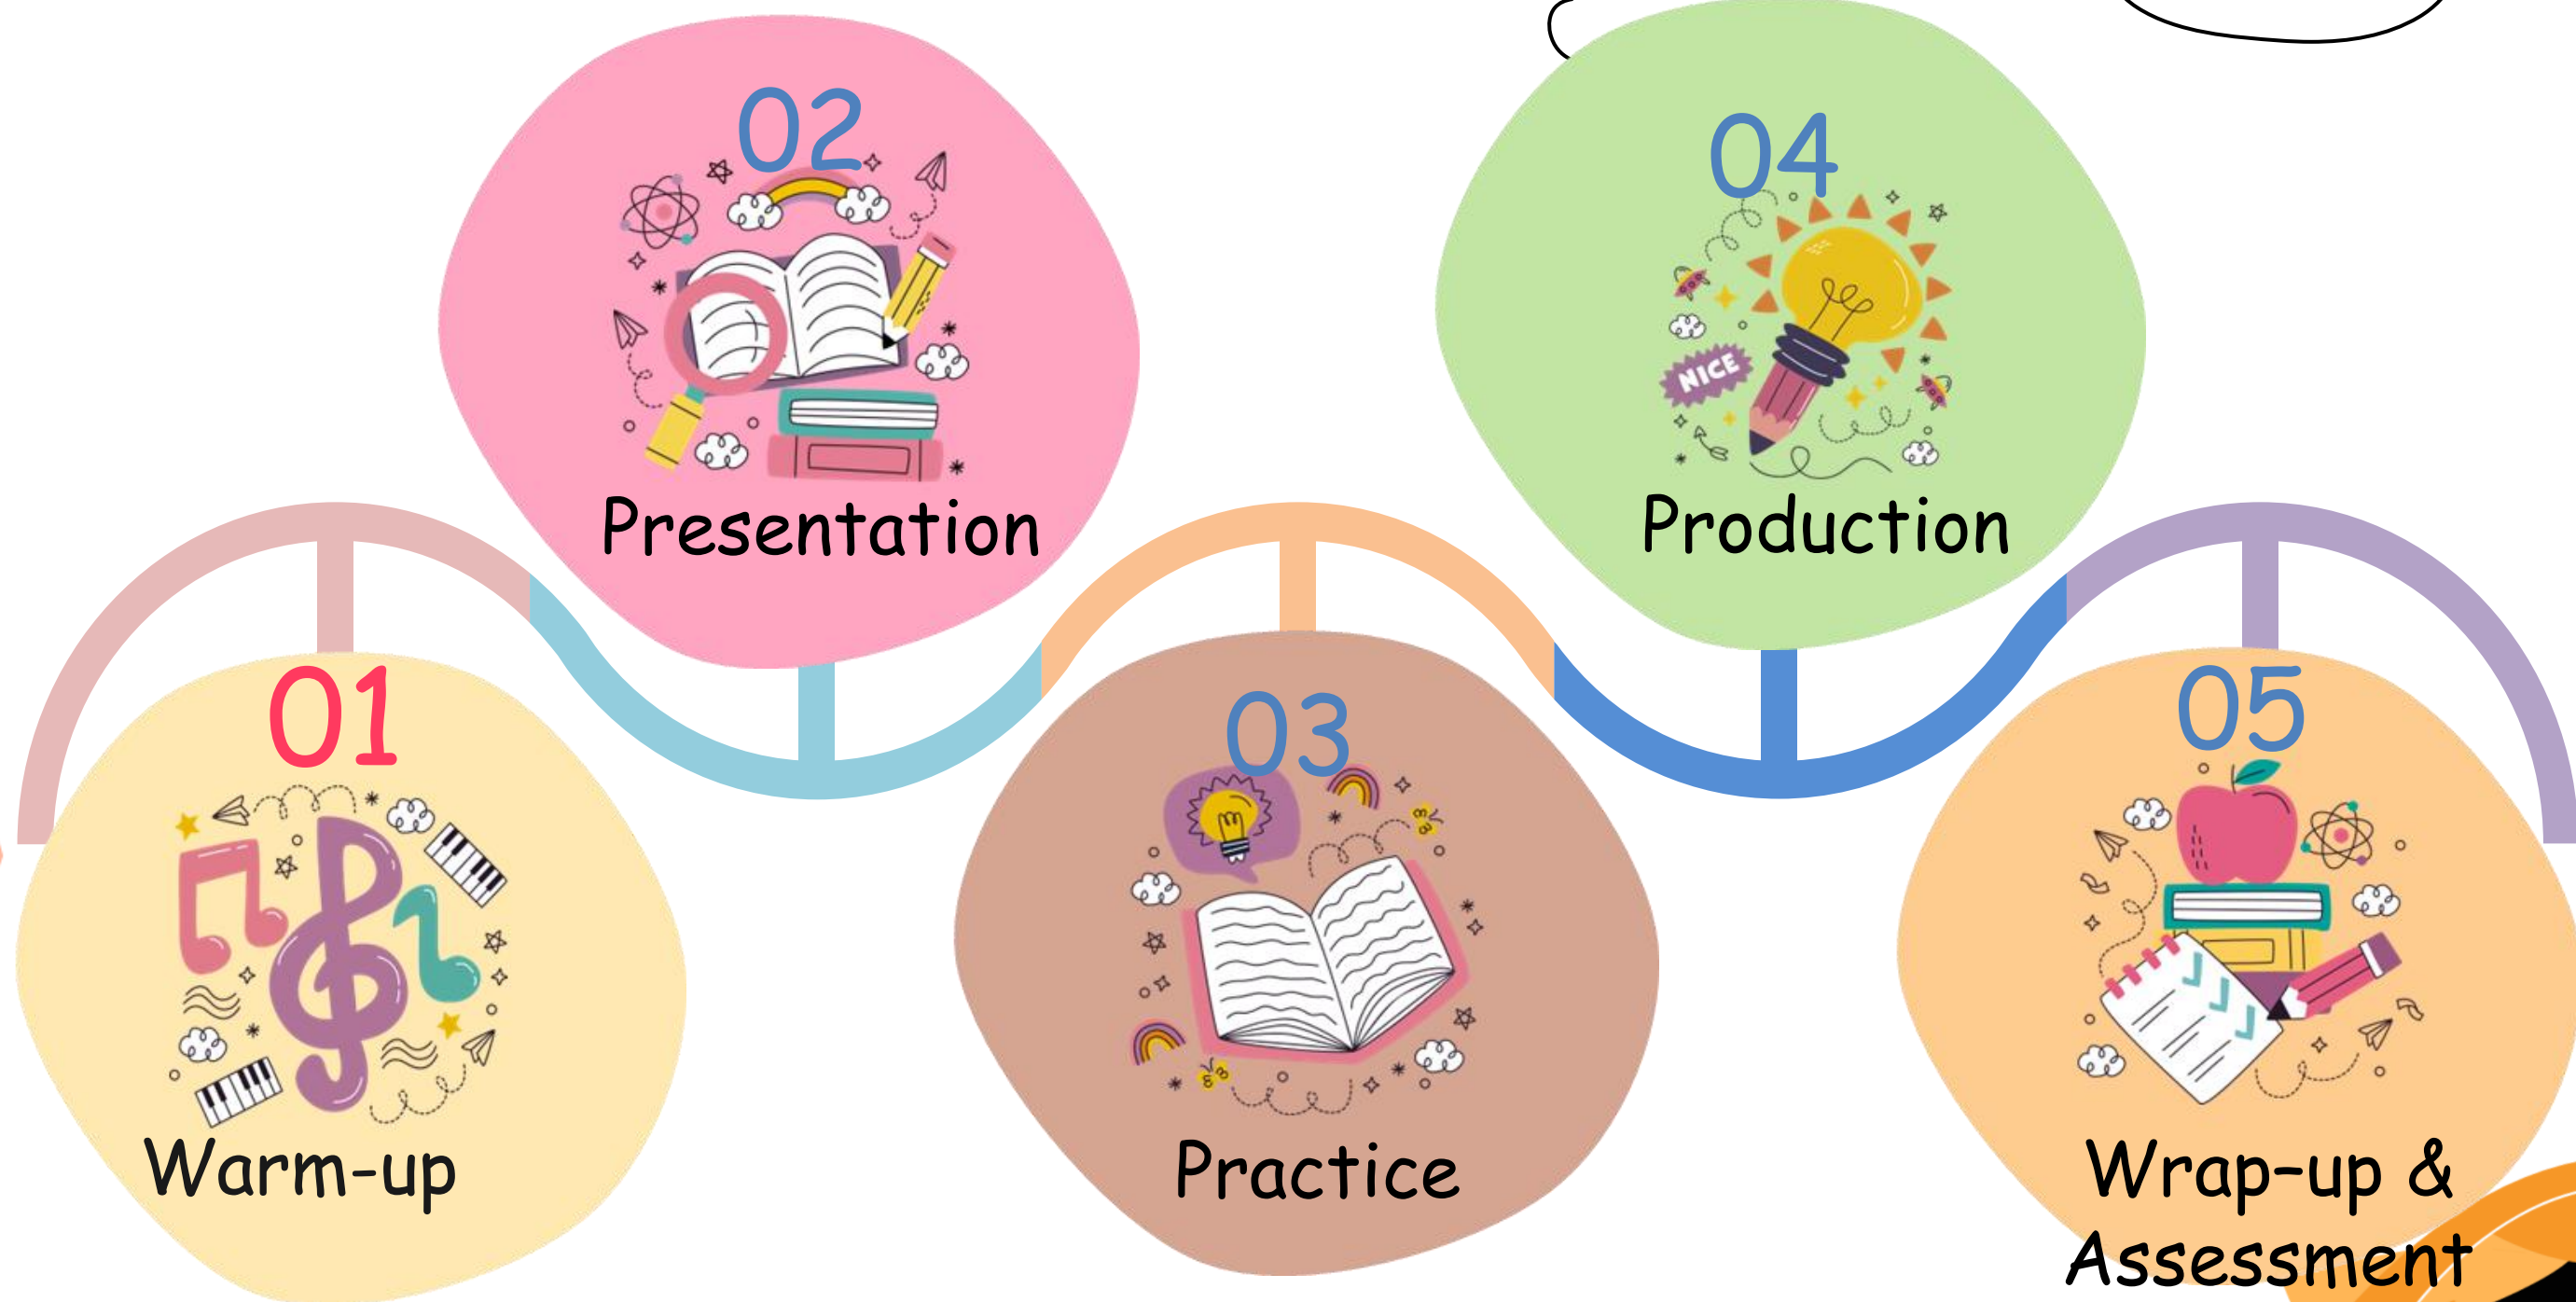 01
Warm-up
02
Presentation
03
Practice
04
NICE
Production
05
Wrap-up &
Assessment